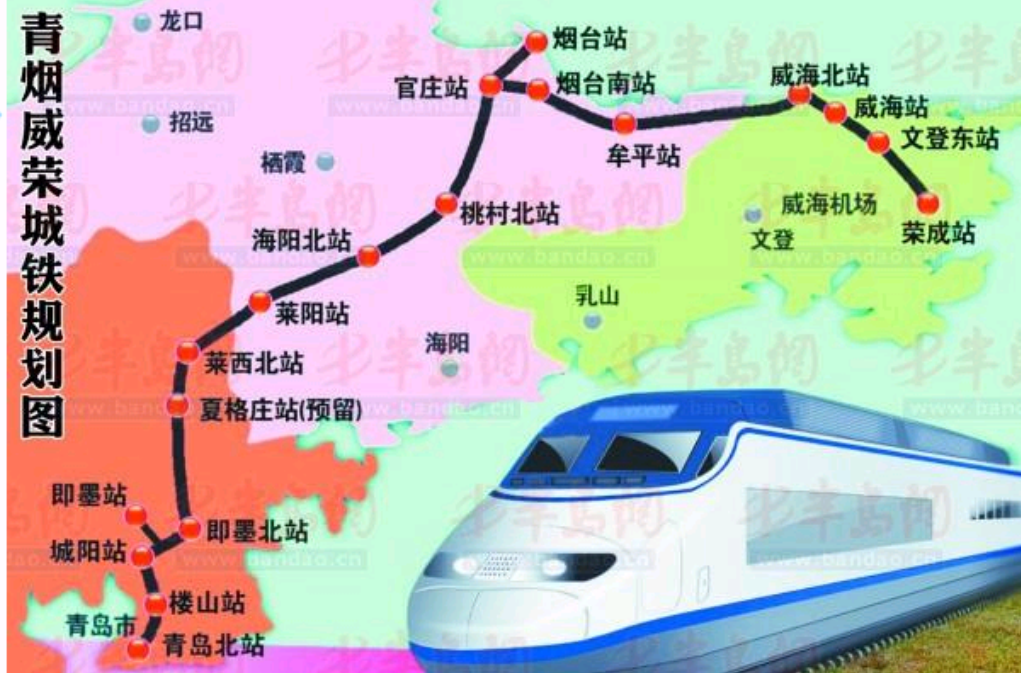 青烟威荣城铁规划图
龙口
烟台站
官庄站
烟台南站
威海北站
威海站
招远
文登东站
牟平站
栖霞
桃村北站
威海机场
荣成站
海阳北站
文登
乳山
莱阳站
海阳
莱西北站
夏格庄站(预留)
即墨站
即墨北站
城阳站
楼山站
青岛市
青岛北站
半岛网
www.bandao.cn